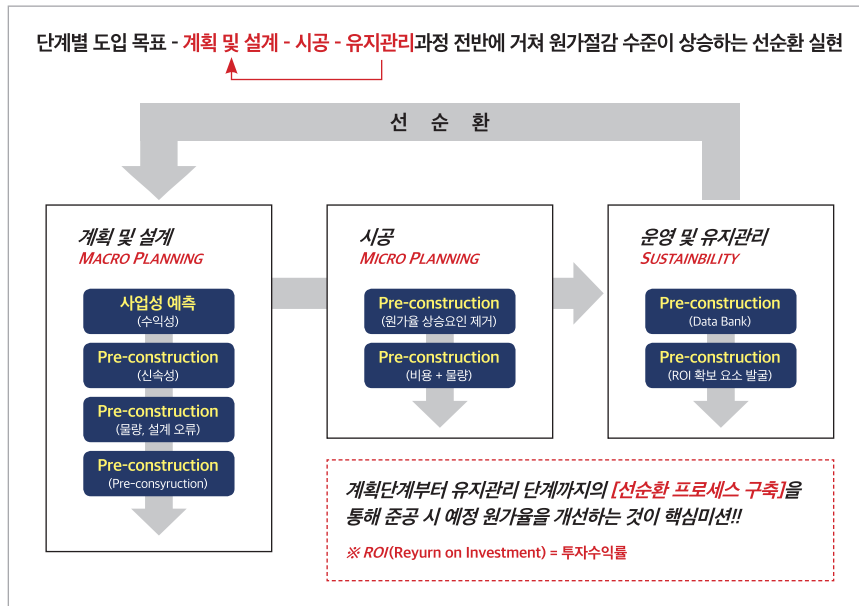 단계별 도입 목표 - 계획 및 설계 - 시공 - 유지관리과정 전반에 거쳐 원가절감 수준이 상승하는 선순환 실현
선 순 환
계획 및 설계
MACRO PLANNING
사업성 예측
(수익성)
Pre-construction
(신속성)
Pre-construction
(물량, 설계 오류)
Pre-construction
(Pre-consyruction)
시공
MICRO PLANNING
Pre-construction
(원가율 상승요인 제거)
Pre-construction
(비용 + 물량)
운영 및 유지관리
SUSTAINBILITY
Pre-construction
(Data Bank)
Pre-construction
(ROI 확보 요소 발굴)
계획단계부터 유지관리 단계까지의 [선순환 프로세스 구축]을
통해 준공 시 예정 원가율을 개선하는 것이 핵심미션!!
※ ROI(Reyurn on Investment) = 투자수익률